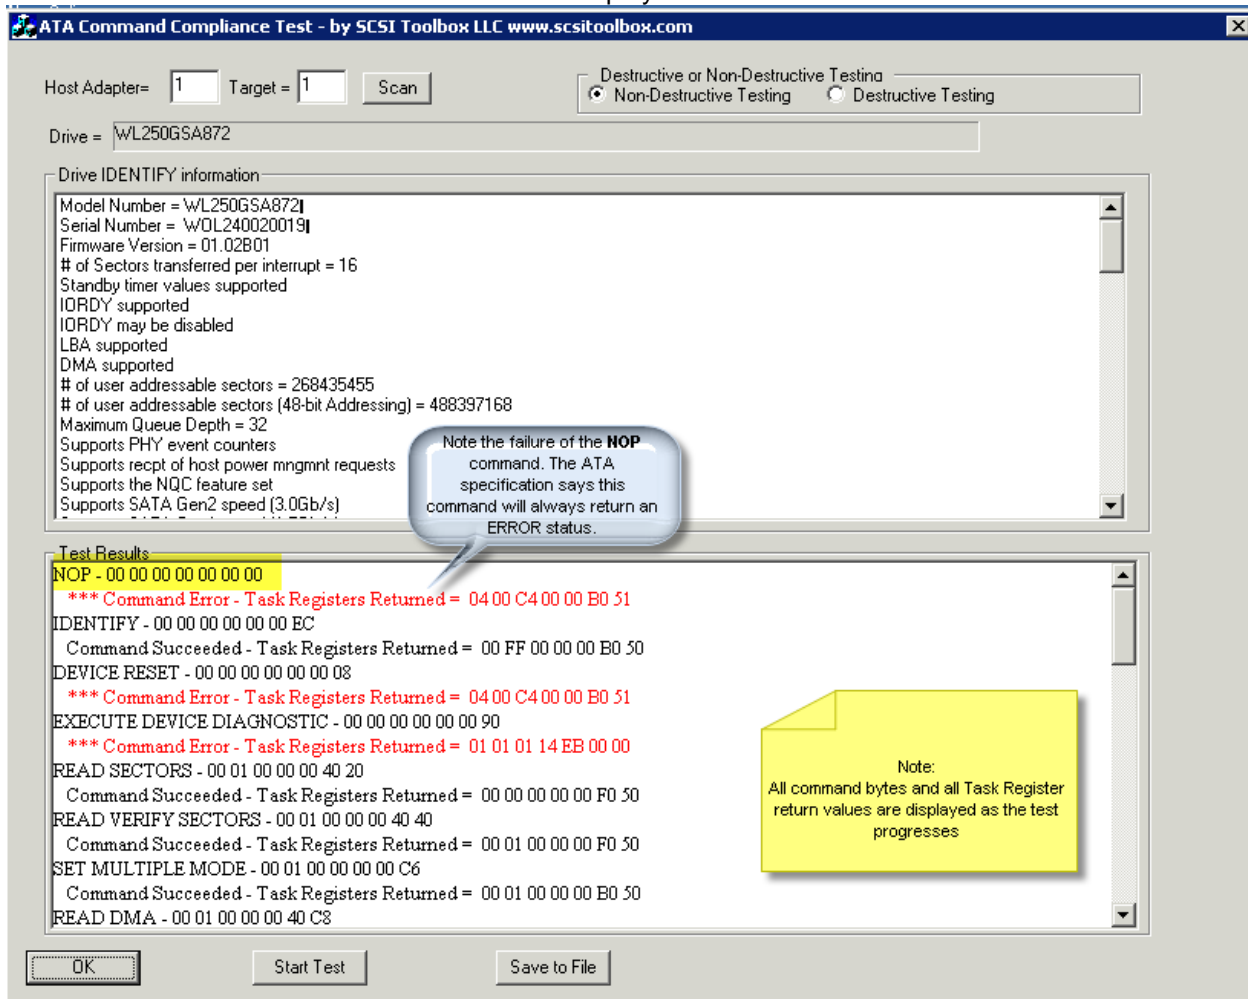 ATA Command Compliance Test - by SCSI Toolbox LLC www.scsitoolbox.com
Host Adapter= 1 Target = 1 Scan
Destructive or Non-Destructive Testing
Non-Destructive Testing Destructive Testing
Drive = WL250GSA872
Drive IDENTIFY information
Model Number = WL250GSA872
Serial Number = WOL240020019
Firmware Version = 01.02B01
# of Sectors transferred per interrupt = 16
Standby timer values supported
IORDY supported
IORDY may be disabled
LBA supported
DMA supported
# of user addressable sectors = 268435455
# of user addressable sectors (48-bit Addressing) = 488397168
Maximum Queue Depth = 32
Supports PHY event counters
Supports recpt of host power mngmnt requests
Supports the NQC feature set
Supports SATA Gen2 speed (3.0Gb/s)
Note the failure of the NOP
command. The ATA
specification says this
command will always return an
ERROR status.
Test Results
NOP - 00 00 00 00 00 00 00
*** Command Error - Task Registers Returned = 04 00 C4 00 00 B0 51
IDENTIFY - 00 00 00 00 00 00 EC
Command Succeeded - Task Registers Returned = 00 FF 00 00 00 B0 50
DEVICE RESET - 00 00 00 00 00 00 08
*** Command Error - Task Registers Returned = 04 00 C4 00 00 B0 51
EXECUTE DEVICE DIAGNOSTIC - 00 00 00 00 00 00 90
*** Command Error - Task Registers Returned = 01 01 01 14 EB 00 00
READ SECTORS - 00 01 00 00 00 40 20
Command Succeeded - Task Registers Returned = 00 00 00 00 00 F0 50
READ VERIFY SECTORS - 00 01 00 00 00 40 40
Command Succeeded - Task Registers Returned = 00 01 00 00 00 F0 50
SET MULTIPLE MODE - 00 01 00 00 00 00 C6
Command Succeeded - Task Registers Returned = 00 01 00 00 00 B0 50
READ DMA - 00 01 00 00 00 40 C8
Note:
All command bytes and all Task Register
return values are displayed as the test
progresses
OK Start Test Save to File